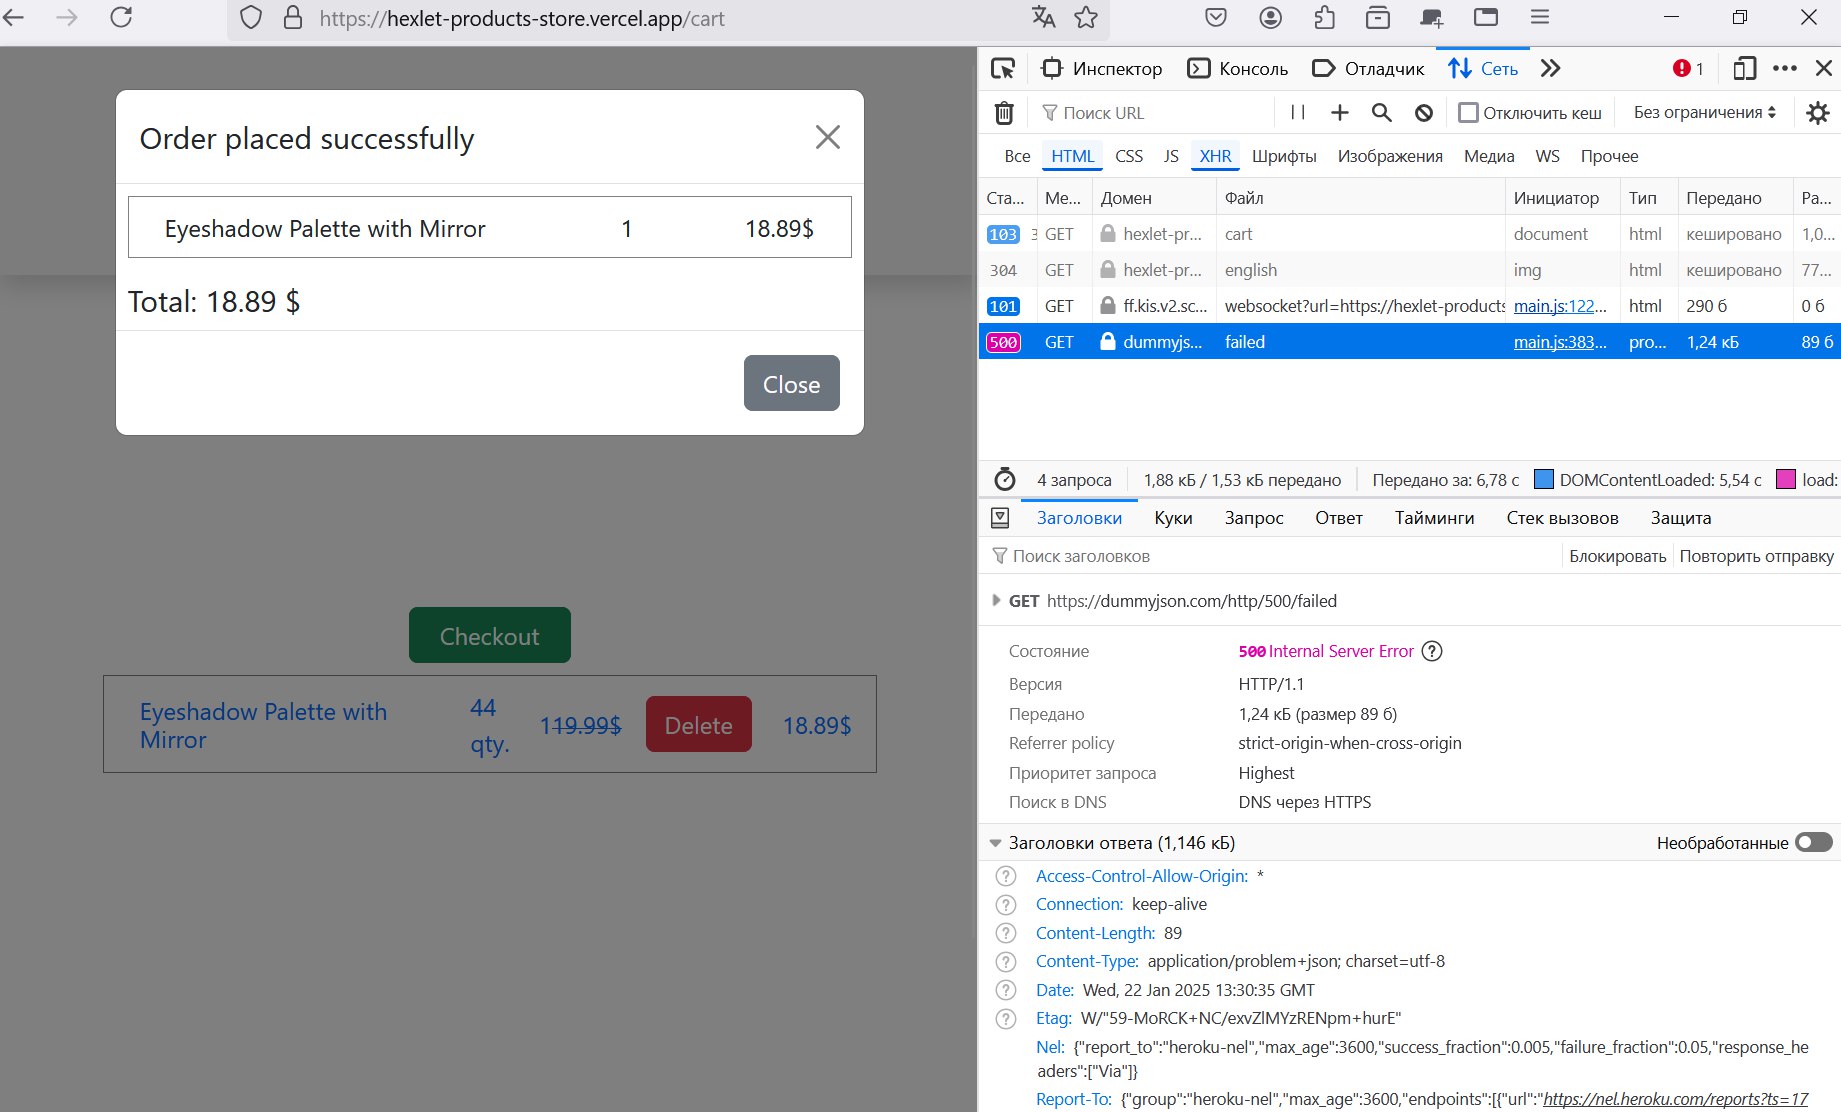 https://hexlet-products-store.vercel.app/cart
Order placed successfully
Eyeshadow Palette with Mirror 1 18.89$
Total: 18.89 $
Close
Checkout
Eyeshadow Palette with Mirror 44 qty. 119.99$ Delete 18.89$
Инспектор Консоль Отладчик Сеть 1
Поиск URL Отключить кеш Без ограничения
Все HTML CSS JS XHR Шрифты Изображения Медиа WS Прочее
Ста... Ме... Домен Файл Инициатор Тип Передано Ра...
103 GET hexlet-pr... cart document html кешировано 1,0...
304 GET hexlet-pr... english img html кешировано 77...
101 GET ff.kis.v2.sc... websocket?url=https://hexlet-products main.js:122... html 290 б 0 б
500 GET dummyjs... failed main.js:383... pro... 1,24 кБ 89 б
4 запроса 1,88 кБ / 1,53 кБ передано Передано за: 6,78 с DOMContentLoaded: 5,54 с load:
Заголовки Куки Запрос Ответ Тайминги Стек вызовов Защита
Поиск заголовков Блокировать Повторить отправку
GET https://dummyjson.com/http/500/failed
Состояние 500 Internal Server Error
Версия HTTP/1.1
Передано 1,24 кБ (размер 89 б)
Referrer policy strict-origin-when-cross-origin
Приоритет запроса Highest
Поиск в DNS DNS через HTTPS
Заголовки ответа (1,146 кБ) Необработанные
Access-Control-Allow-Origin: *
Connection: keep-alive
Content-Length: 89
Content-Type: application/problem+json; charset=utf-8
Date: Wed, 22 Jan 2025 13:30:35 GMT
Etag: W/"59-MoRCK+NC/exvZlMYzRENpm+hurE"
Nel: {"report_to":"heroku-nel","max_age":3600,"success_fraction":0.005,"failure_fraction":0.05,"response_he
aders":["Via"]}
Report-To: {"group":"heroku-nel","max_age":3600,"endpoints":[{"url":"https://nel.heroku.com/reports?ts=17